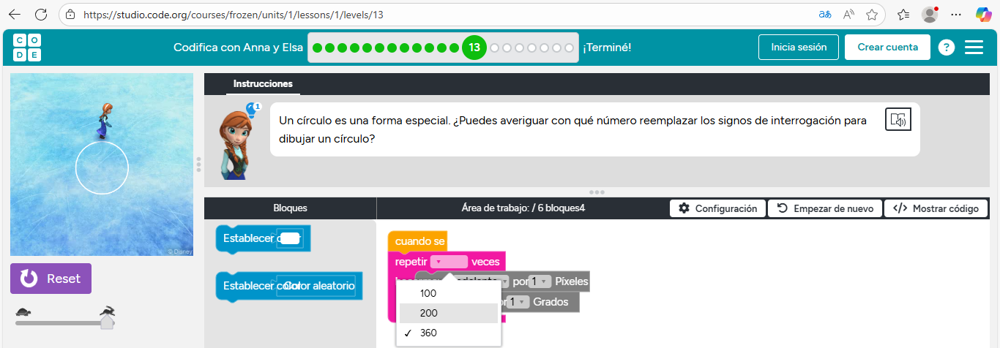 https://studio.code.org/courses/frozen/units/1/lessons/1/levels/13
C O
D E
Codifica con Anna y Elsa
13
¡Terminé!
Inicia sesión
Crear cuenta
?
Instrucciones
1
Un círculo es una forma especial. ¿Puedes averiguar con qué número reemplazar los signos de interrogación para
dibujar un círculo?
© Disney
Reset
Bloques
Área de trabajo: / 6 bloques4
Configuración
Empezar de nuevo
Mostrar código
Establecer
Establecer color Color aleatorio
cuando se
repetir veces
por 1 Píxeles
1 Grados
100
200
✓ 360